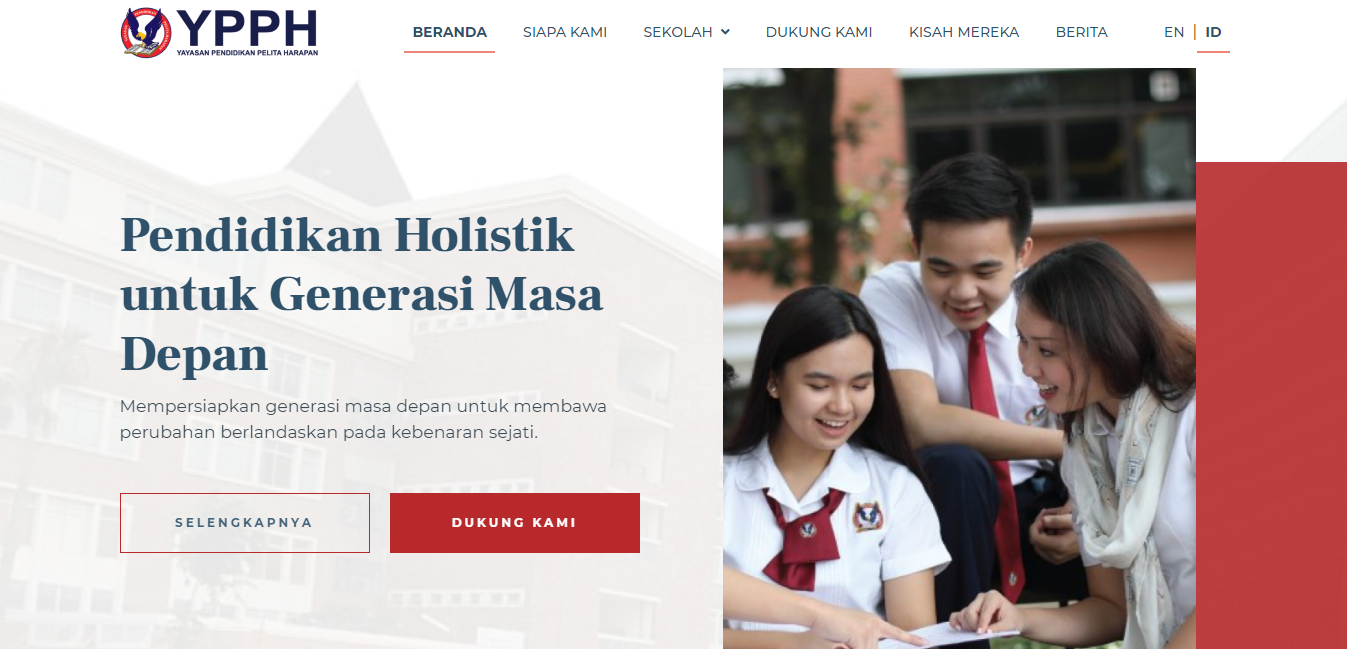 YPPH
YAYASAN PENDIDIKAN PELITA HARAPAN
BERANDA
SIAPA KAMI
SEKOLAH
DUKUNG KAMI
KISAH MEREKA
BERITA
EN | ID
Pendidikan Holistik
untuk Generasi Masa
Depan
Mempersiapkan generasi masa depan untuk membawa
perubahan berlandaskan pada kebenaran sejati.
SELENGKAPNYA
DUKUNG KAMI